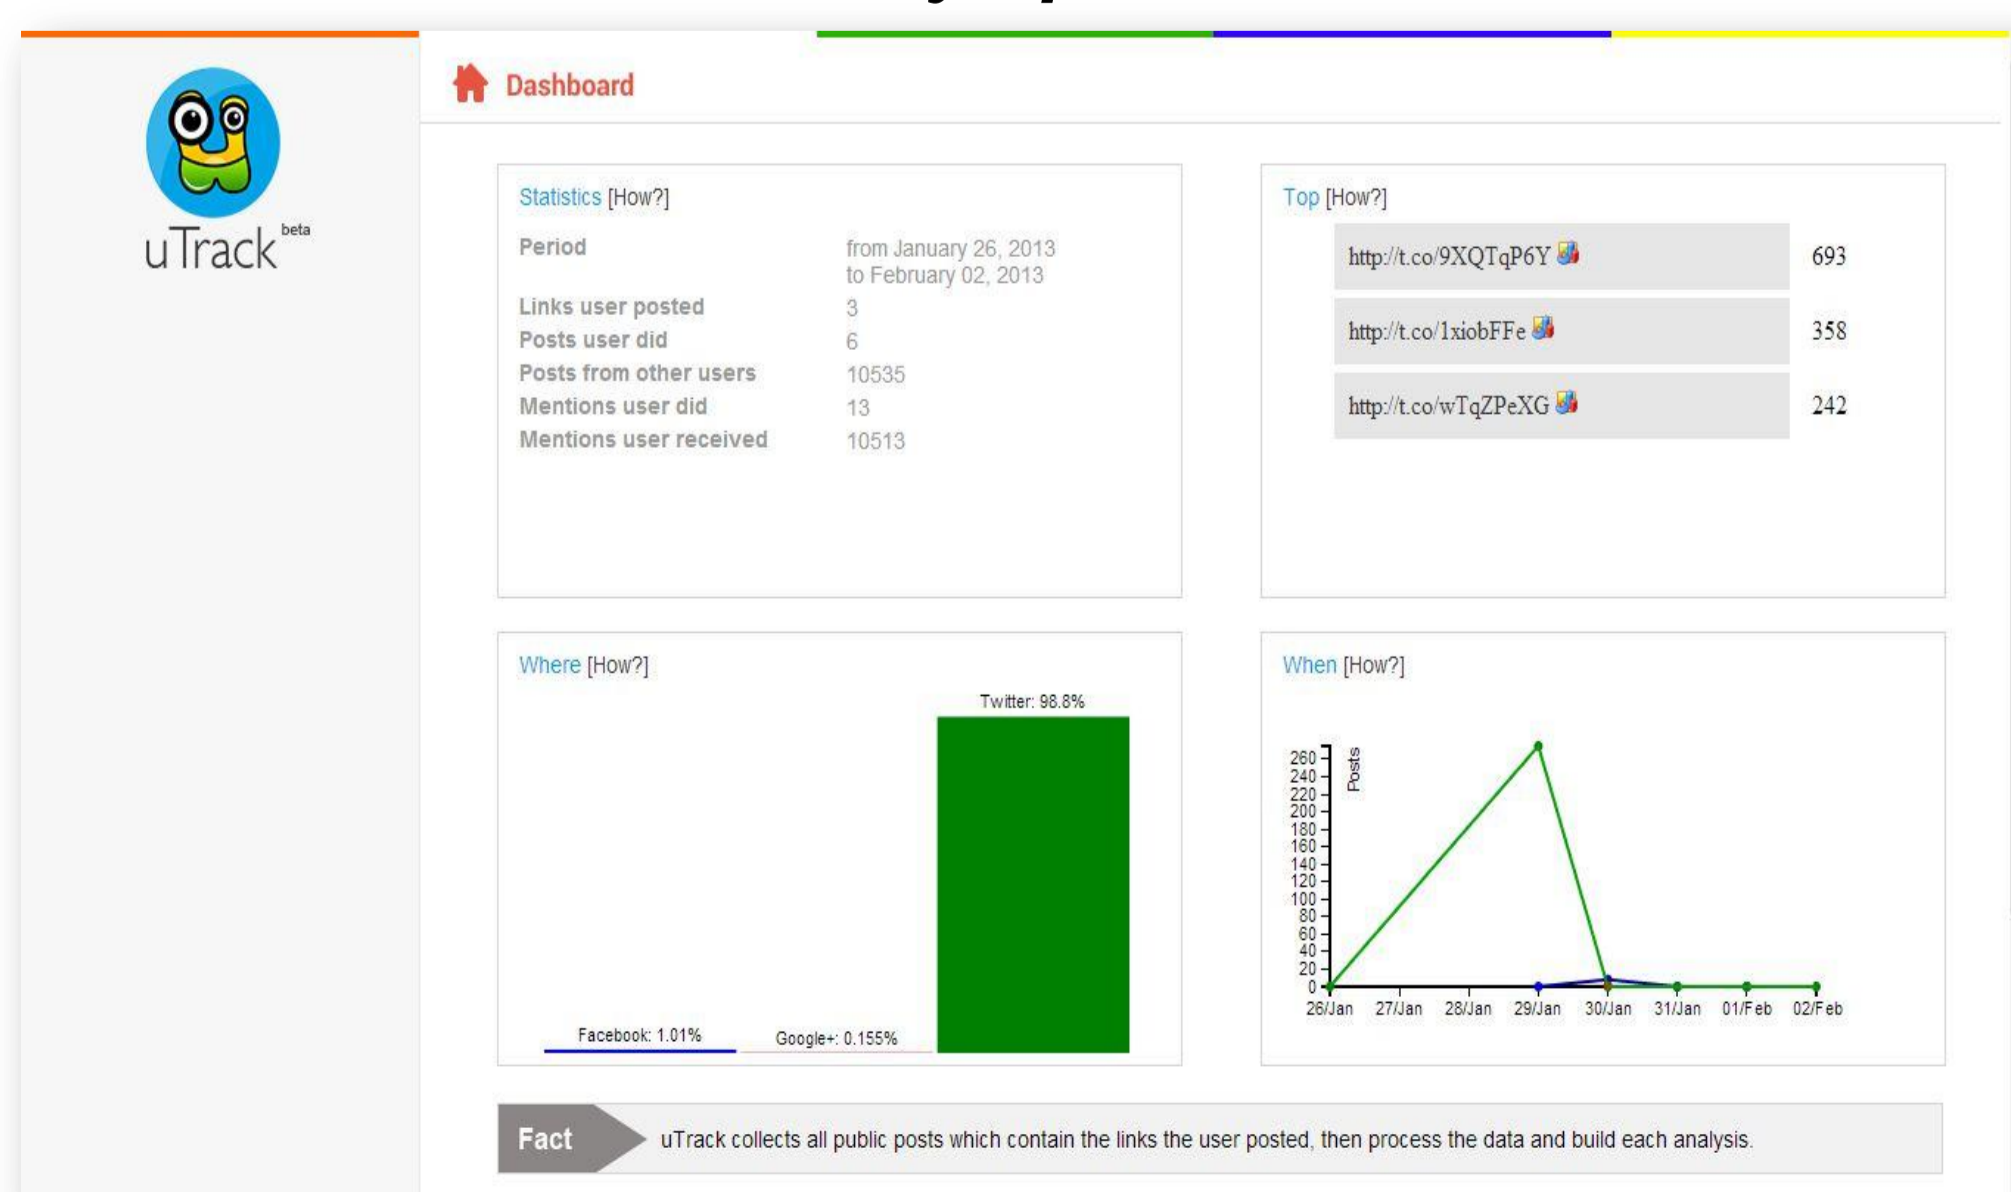 uTrack beta
Dashboard
Statistics [How?]
Period from January 26, 2013
to February 02, 2013
Links user posted 3
Posts user did 6
Posts from other users 10535
Mentions user did 13
Mentions user received 10513
Top [How?]
http://t.co/9XQTqP6Y 693
http://t.co/1xiobFFe 358
http://t.co/wTqZPeXG 242
Where [How?]
Twitter: 98.8%
Facebook: 1.01%
Google+: 0.155%
When [How?]
Posts
260
240
220
200
180
160
140
120
100
80
60
40
20
0
26/Jan 27/Jan 28/Jan 29/Jan 30/Jan 31/Jan 01/Feb 02/Feb
Fact uTrack collects all public posts which contain the links the user posted, then process the data and build each analysis.